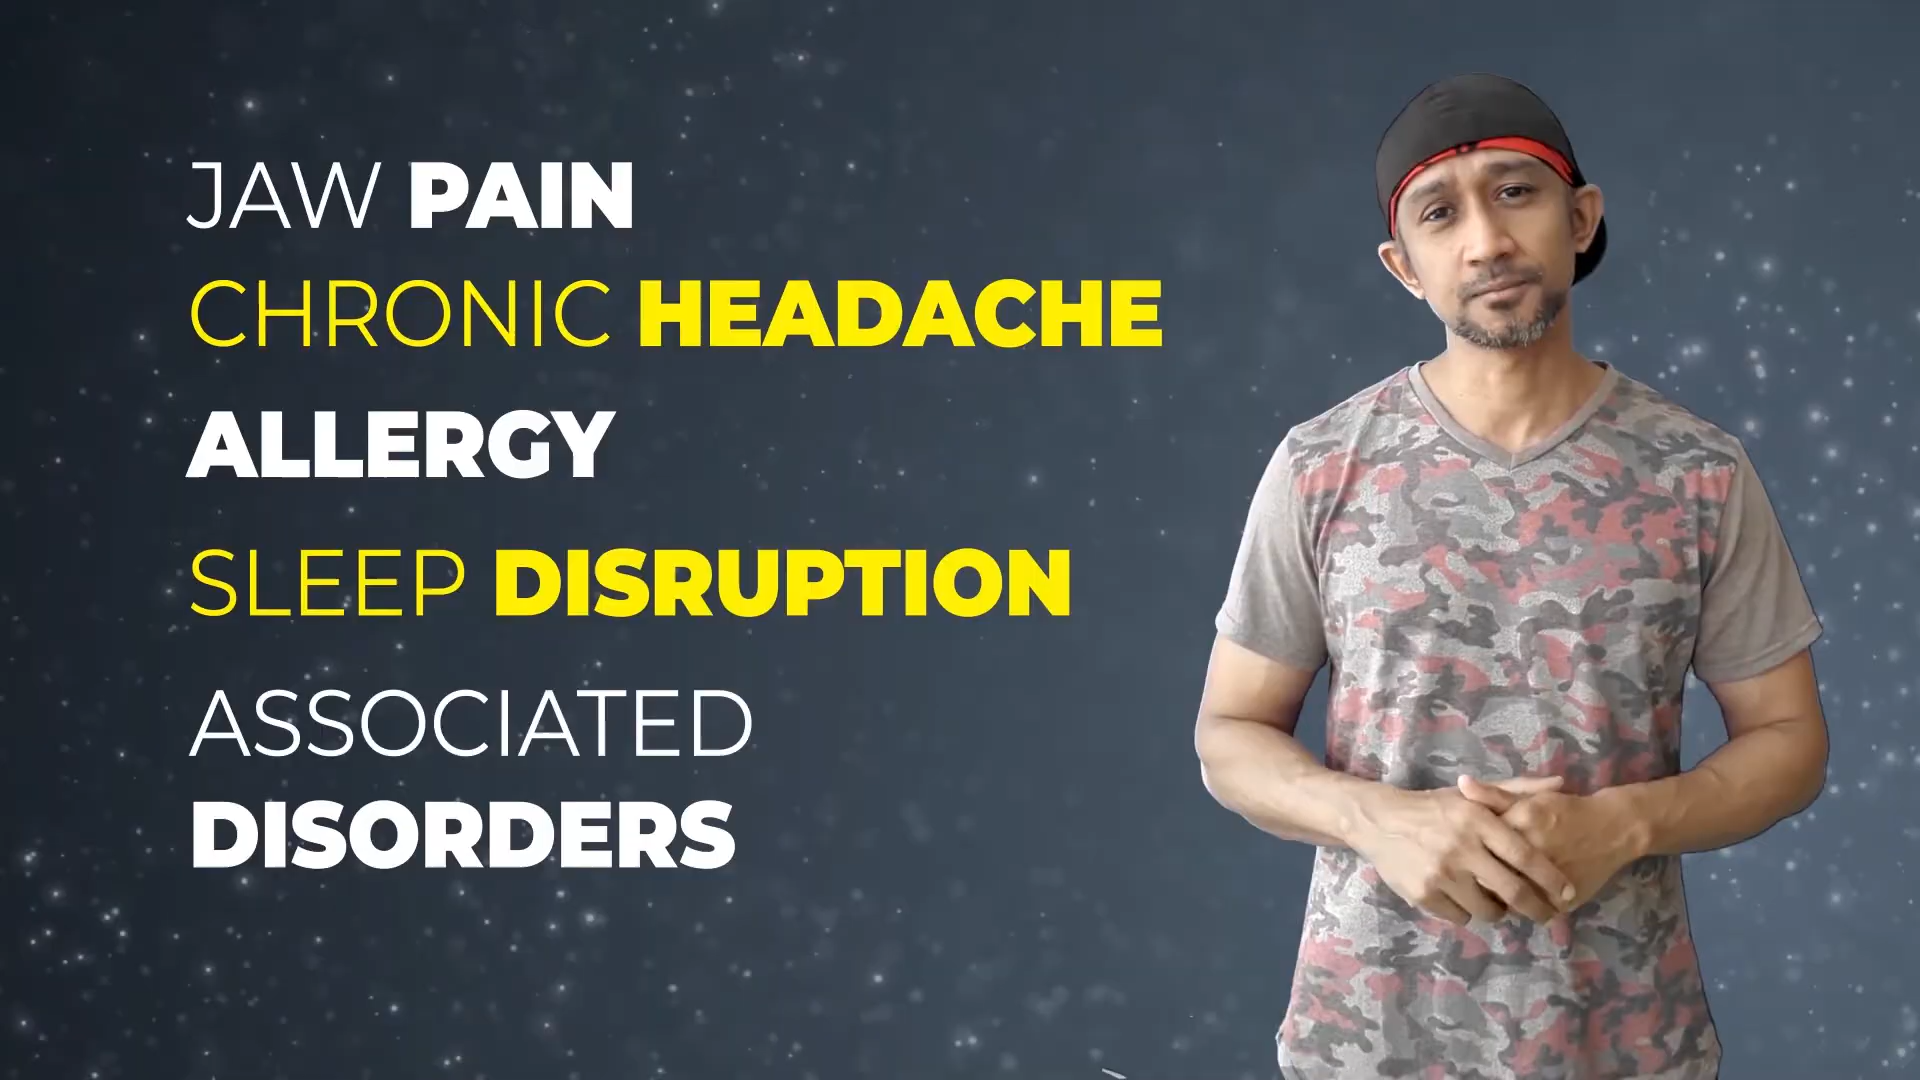 JAW PAIN
CHRONIC HEADACHE
ALLERGY
SLEEP DISRUPTION
ASSOCIATED
DISORDERS